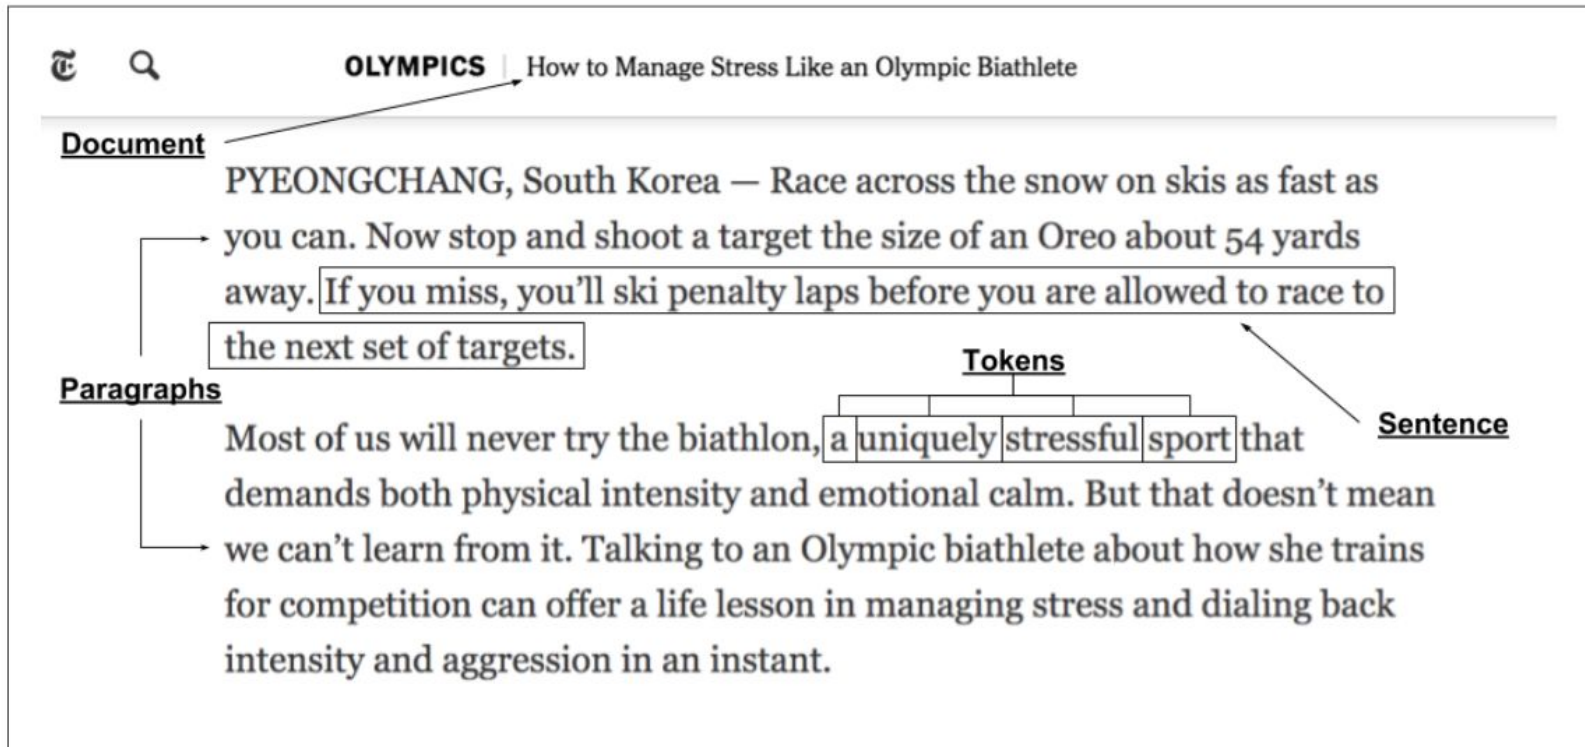 OLYMPICS | How to Manage Stress Like an Olympic Biathlete
Document
PYEONGCHANG, South Korea — Race across the snow on skis as fast as
you can. Now stop and shoot a target the size of an Oreo about 54 yards
away. If you miss, you’ll ski penalty laps before you are allowed to race to
the next set of targets.
Tokens
Paragraphs
Most of us will never try the biathlon, a uniquely stressful sport that
Sentence
demands both physical intensity and emotional calm. But that doesn’t mean
we can’t learn from it. Talking to an Olympic biathlete about how she trains
for competition can offer a life lesson in managing stress and dialing back
intensity and aggression in an instant.